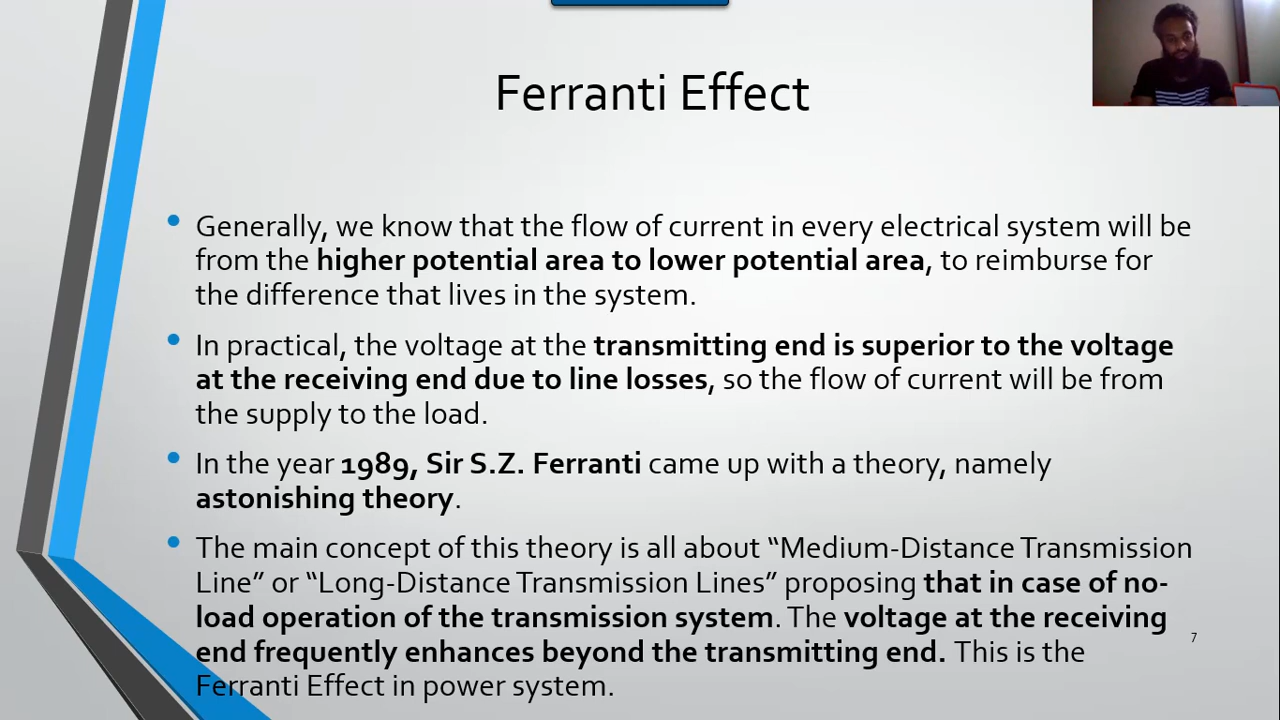 Ferranti Effect
• Generally, we know that the flow of current in every electrical system will be
from the higher potential area to lower potential area, to reimburse for
the difference that lives in the system.
• In practical, the voltage at the transmitting end is superior to the voltage
at the receiving end due to line losses, so the flow of current will be from
the supply to the load.
• In the year 1989, Sir S.Z. Ferranti came up with a theory, namely
astonishing theory.
• The main concept of this theory is all about “Medium-Distance Transmission
Line” or “Long-Distance Transmission Lines” proposing that in case of no-
load operation of the transmission system. The voltage at the receiving
end frequently enhances beyond the transmitting end. This is the
Ferranti Effect in power system.
7